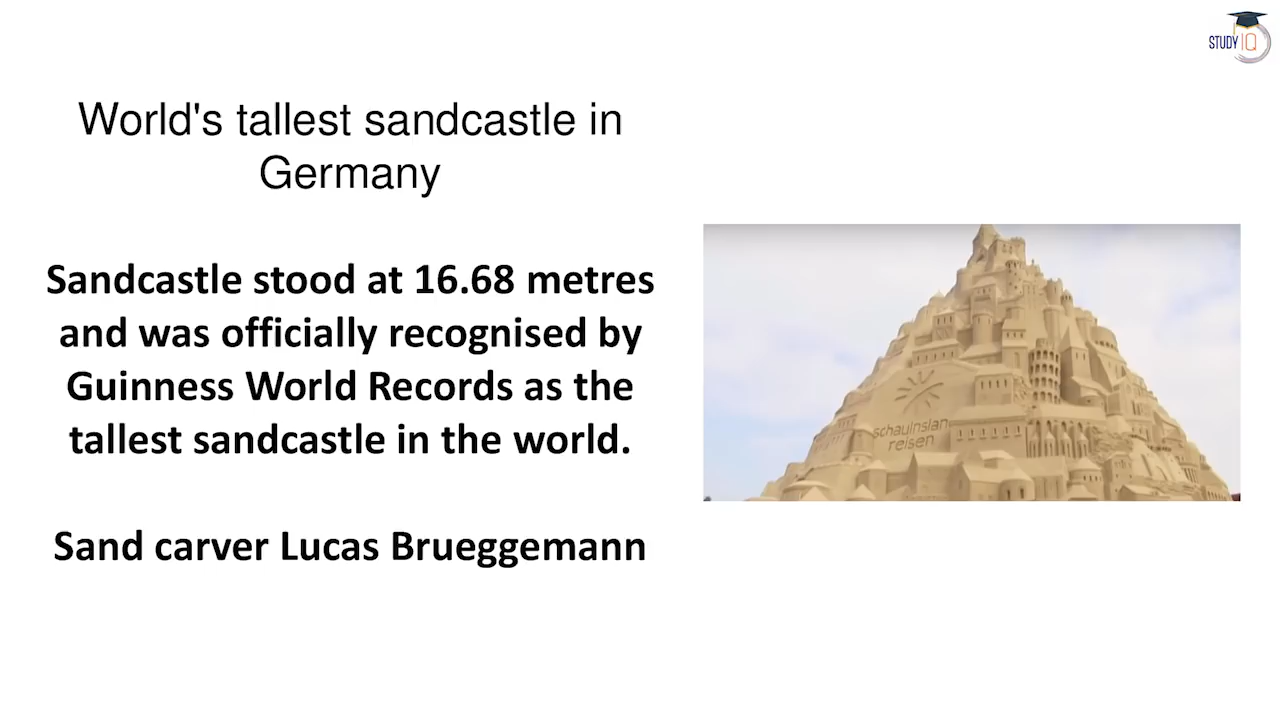 STUDY IQ
World's tallest sandcastle in
Germany
Sandcastle stood at 16.68 metres
and was officially recognised by
Guinness World Records as the
tallest sandcastle in the world.
Sand carver Lucas Brueggemann
schauinsland
reisen